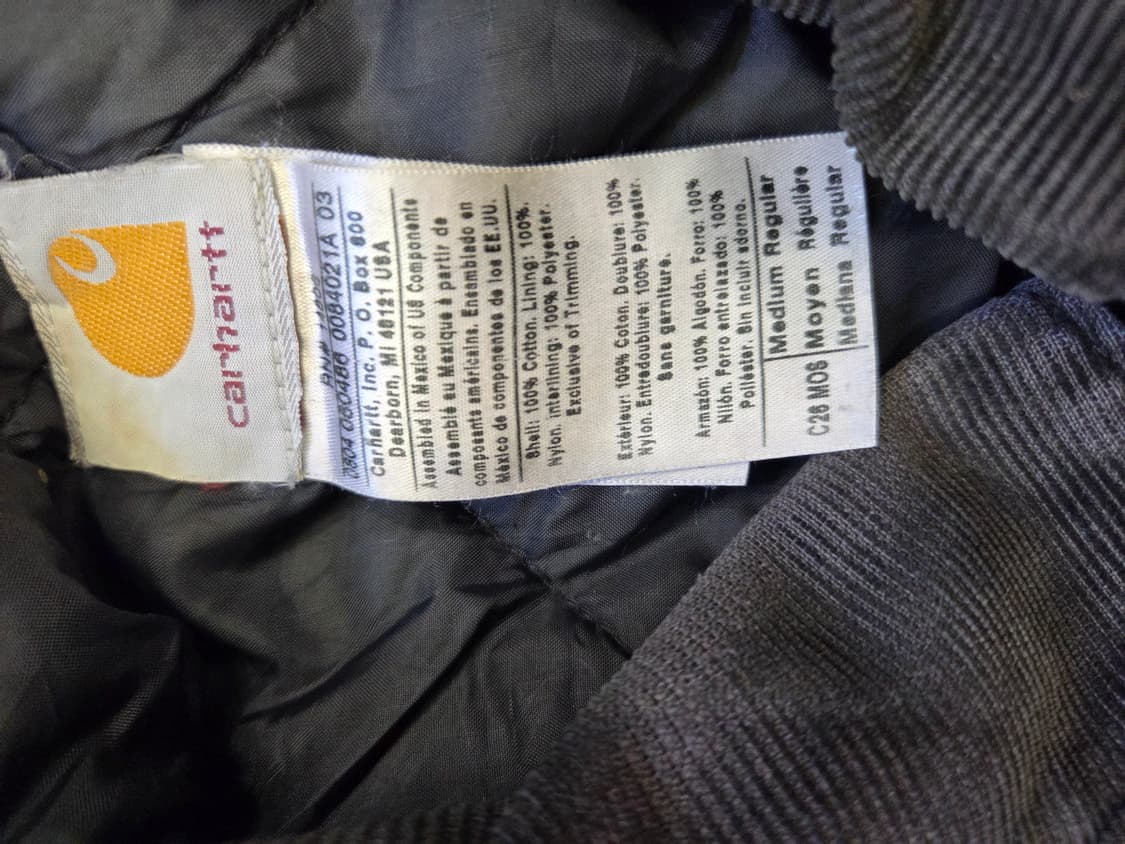 carhartt
0084021A 03
Carhartt, Inc. P. O. Box 600
Dearborn, MI 48121 USA
Assembled in Mexico of US Components
Assemblé au Mexique à partir de
composants américains. Ensamblado en
México de componentes de los EE.UU.
Shell: 100% Cotton. Lining: 100%.
Nylon. interlining: 100% Polyester.
Exclusive of Trimming.
Extérieur: 100% Coton. Doublure: 100%
Nylon. Entredoublure: 100% Polyester.
Sans garniture.
Armazón: 100% Algodón. Forro: 100%
Nilón. Forro entrelazado: 100%
Poliéster. Sin incluir adorno.
C26 MOS
Medium Regular
Moyen Régulière
Mediana Regular